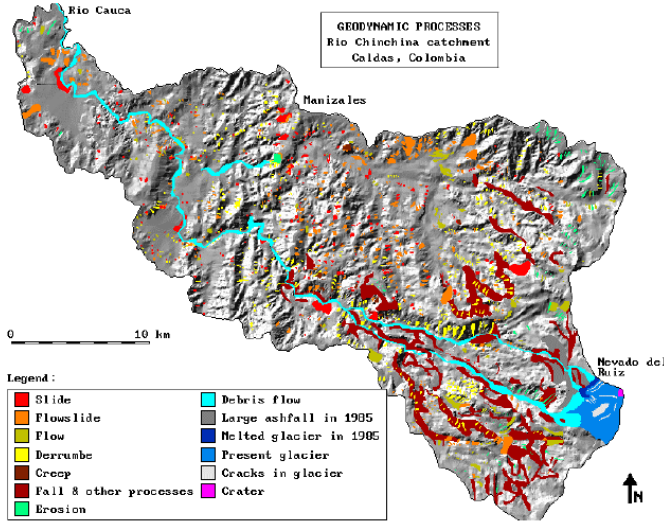 Rio Cauca
GEODYNAMIC PROCESSES
Rio Chinchina catchment
Caldas, Colombia
Manizales
0 10 km
Nevado del
Ruiz
Legend:
Slide
Flowslide
Flow
Derrumbe
Creep
Fall & other processes
Erosion
Debris flow
Large ashfall in 1985
Melted glacier in 1985
Present glacier
Cracks in glacier
Crater
N